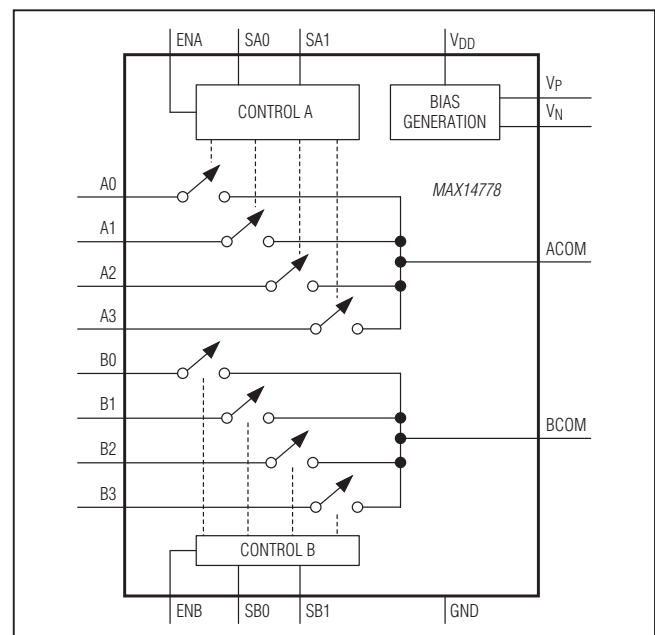 ENA SA0 SA1 VDD
CONTROL A
BIAS
GENERATION
VP
VN
MAX14778
A0
A1
A2
ACOM
A3
B0
B1
BCOM
B2
B3
CONTROL B
ENB SB0 SB1 GND